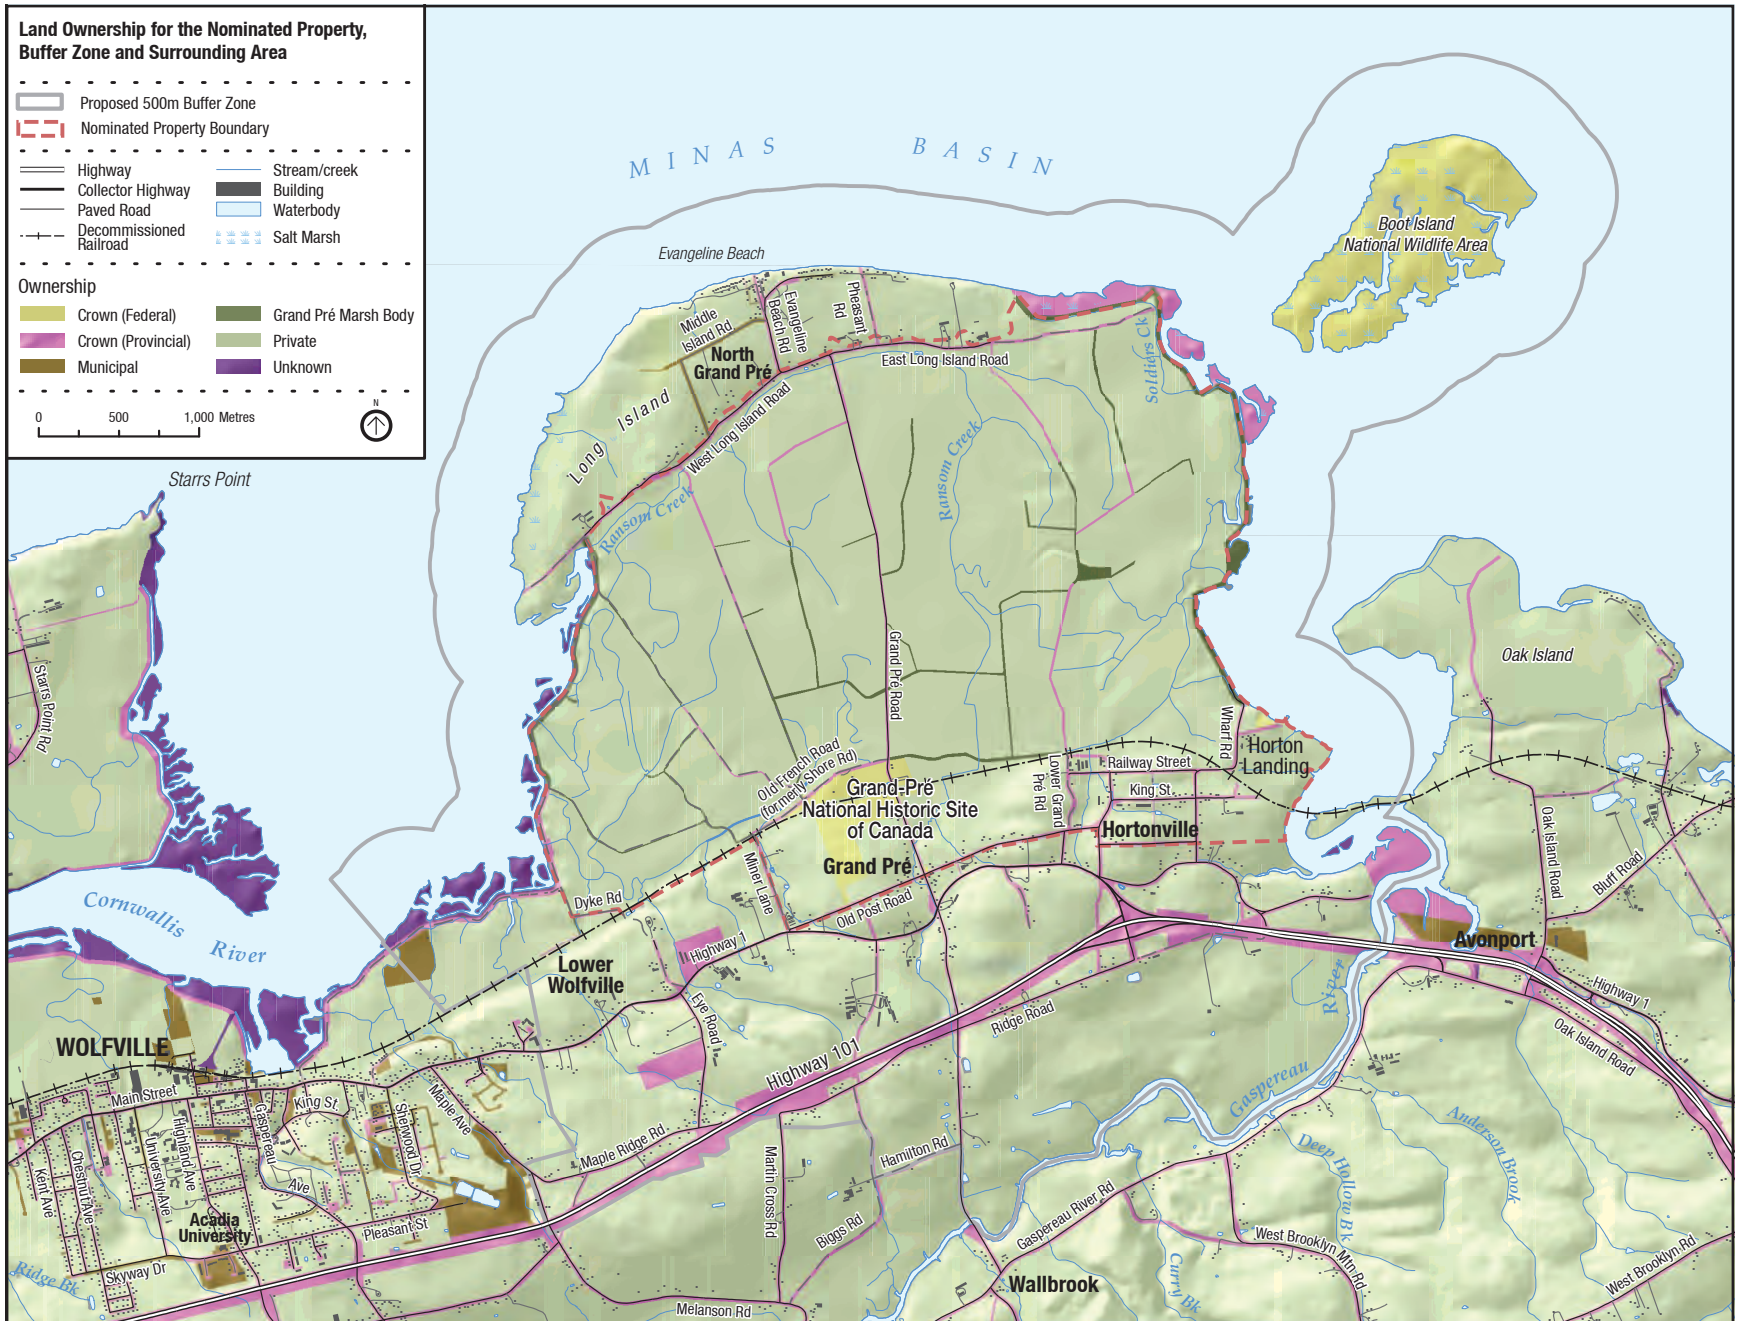 Land Ownership for the Nominated Property,
Buffer Zone and Surrounding Area
Proposed 500m Buffer Zone
Nominated Property Boundary
Highway
Collector Highway
Paved Road
Decommissioned
Railroad
Stream/creek
Building
Waterbody
Salt Marsh
Ownership
Crown (Federal)
Crown (Provincial)
Municipal
Grand Pré Marsh Body
Private
Unknown
0 500 1,000 Metres
N
MINAS BASIN
Boot Island
National Wildlife Area
Evangeline Beach
Middle
Island Rd
Evangeline
Beach Rd
Pheasant
Rd
North
Grand Pré
East Long Island Road
Soldiers Ck
Long Island
West Long Island Road
Ransom Creek
Ransom Creek
Starrs Point
Starrs Point Rd
Oak Island
Grand Pré Road
Wharf Rd
Horton
Landing
Old French Road
(formerly Shore Rd)
Lower Grand
Pré Rd
Railway Street
King St.
Grand-Pré
National Historic Site
of Canada
Hortonville
Grand Pré
Miner Lane
Oak Island Road
Bluff Road
Dyke Rd
Old Post Road
Cornwallis River
Highway 1
Lower
Wolfville
Avonport
Highway 1
Eye Road
Ridge Road
River
Oak Island Road
WOLFVILLE
Highway 101
Main Street
King St.
Gaspereau
Ave
Highland Ave
University Ave
Chestnut Ave
Kent Ave
Sherwood Dr
Maple Ave
Maple Ridge Rd
Martin Cross Rd
Hamilton Rd
Biggs Rd
Gaspereau
Deep Hollow Bk
Anderson Brook
Acadia
University
Pleasant St
Skyway Dr
Ridge Bk
Gaspereau River Rd
West Brooklyn Mtn Rd
West Brooklyn Rd
Curry Bk
Wallbrook
Melanson Rd